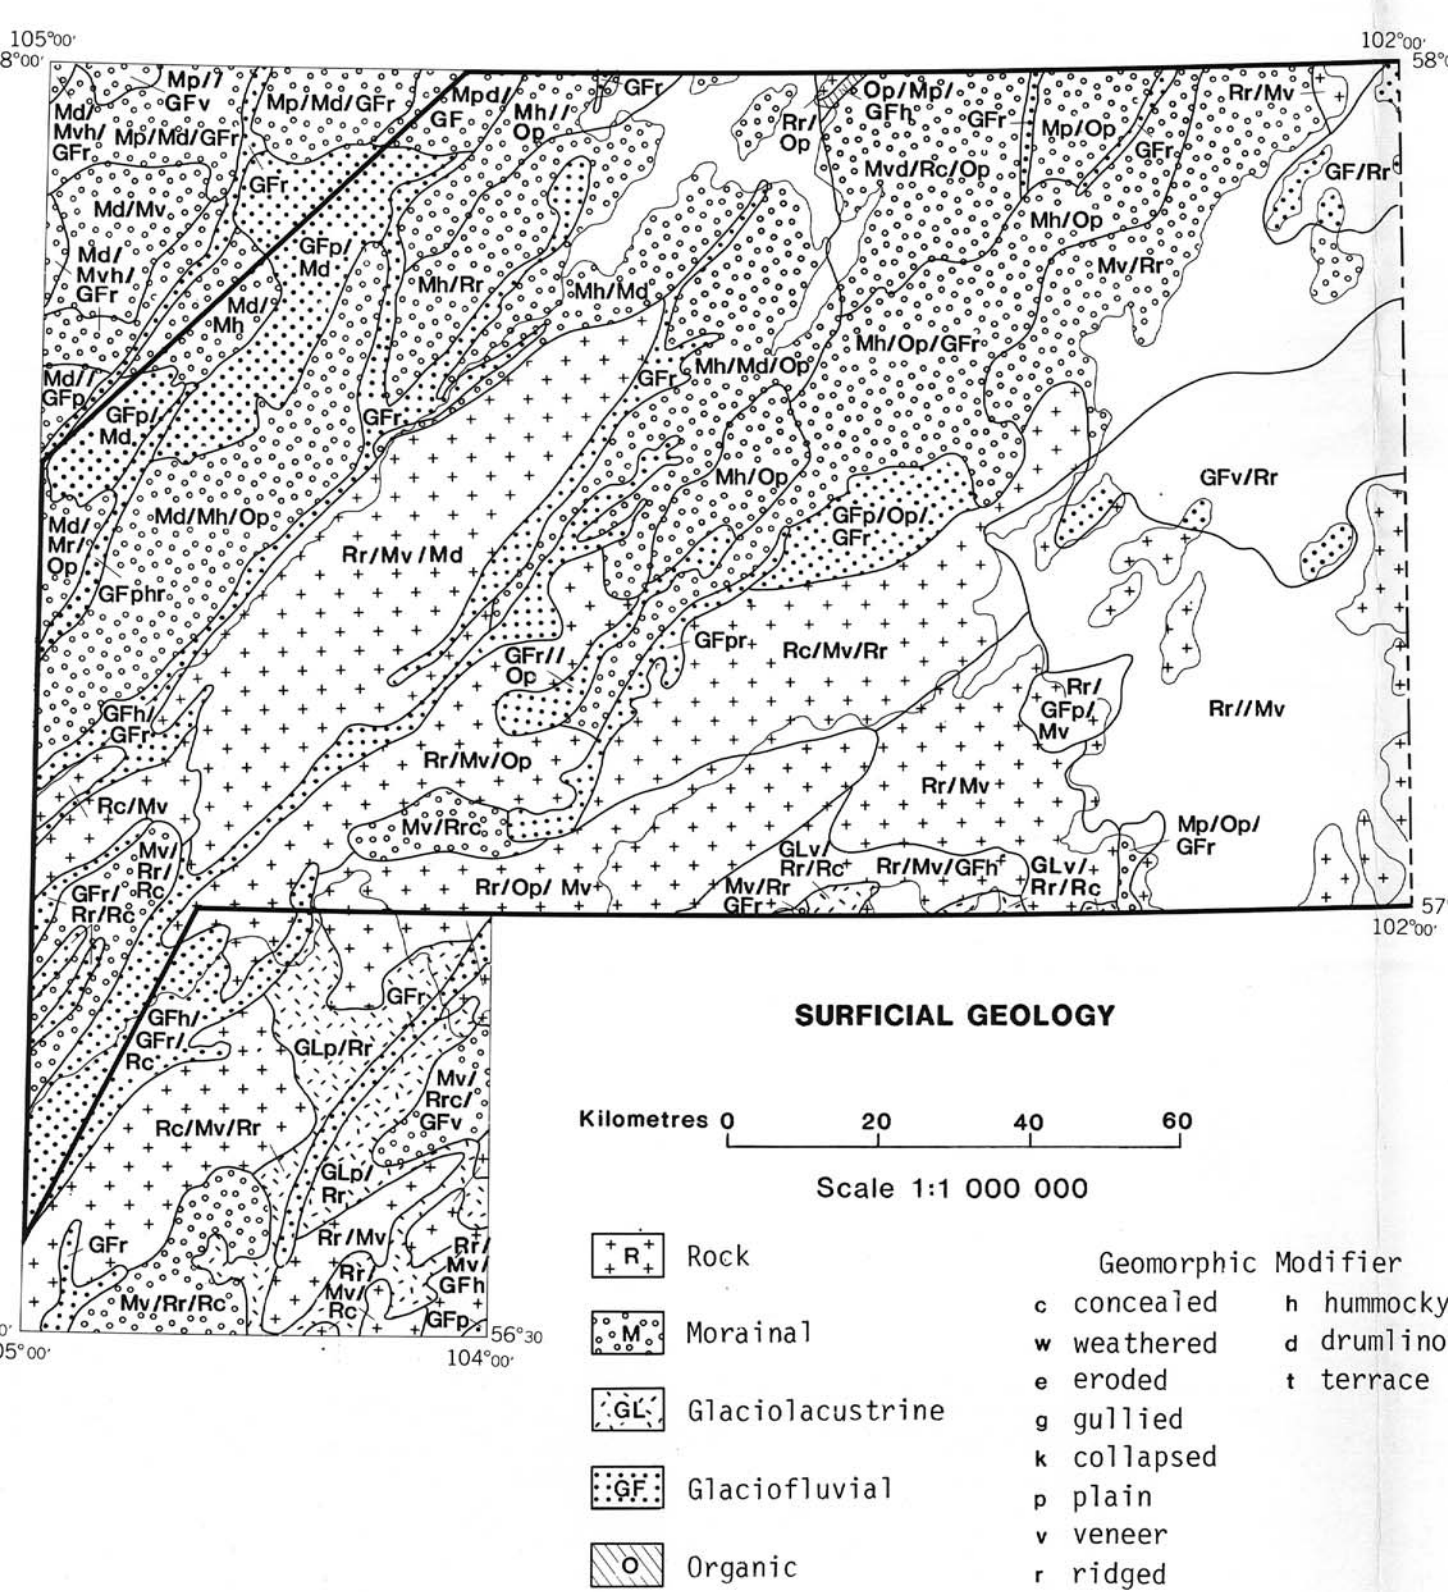 105°00′
102°00′
8°00′
58°0
Mp//
GFv
Mp/Md/GFr
Mpd/
GF
Mh//
Op
GFr
Op/Mp/
GFh
Rr/Mv
Md/
Mvh/
GFr
Mp/Md/GFr
Rr/
Op
GFr
Mp/Op
GFr
GFr
Mvd/Rc/Op
GF/Rr
Md/Mv
Mh/Op
Md/
Mvh/
GFr
GFp/
Md
Mv/Rr
Mh/Rr
Mh/Md
Md/
Mh
Mh/Op/GFr
Md//
GFp
GFr
Mh/Md/Op
GFp/
Md
GFr
Mh/Op
GFv/Rr
Md/
Mr/
Op
Md/Mh/Op
GFp/Op/
GFr
Rr/Mv/Md
GFphr
GFr//
Op
GFpr
Rc/Mv/Rr
GFh/
GFr
Rr/
GFp/
Mv
Rr//Mv
Rr/Mv/Op
Rr/Mv
Rc/Mv
Mv/Rrc
Mp/Op/
GFr
Mv/
Rr/
Rc
GLv/
Rr/Rc
Rr/Mv/GFh
GLv/
Rr/Rc
GFr/
Rr/Rc
Rr/Op/Mv
Mv/Rr
GFr
57°
102°00′
GFr
GFh/
GFr/
Rc
GLp/Rr
SURFICIAL GEOLOGY
Mv/
Rrc/
GFv
Rc/Mv/Rr
Kilometres 0 20 40 60
GLp/
Rr
Scale 1:1 000 000
GFr
Rr/Mv
Rr/
Mv/
GFh
Rr/
Mv/
Rc
Mv/Rr/Rc
GFp
0′
56°30
05°00′
104°00′
R Rock
M Morainal
GL Glaciolacustrine
GF Glaciofluvial
O Organic
Geomorphic Modifier
c concealed
w weathered
e eroded
g gullied
k collapsed
p plain
v veneer
r ridged
h hummocky
d drumlino
t terrace